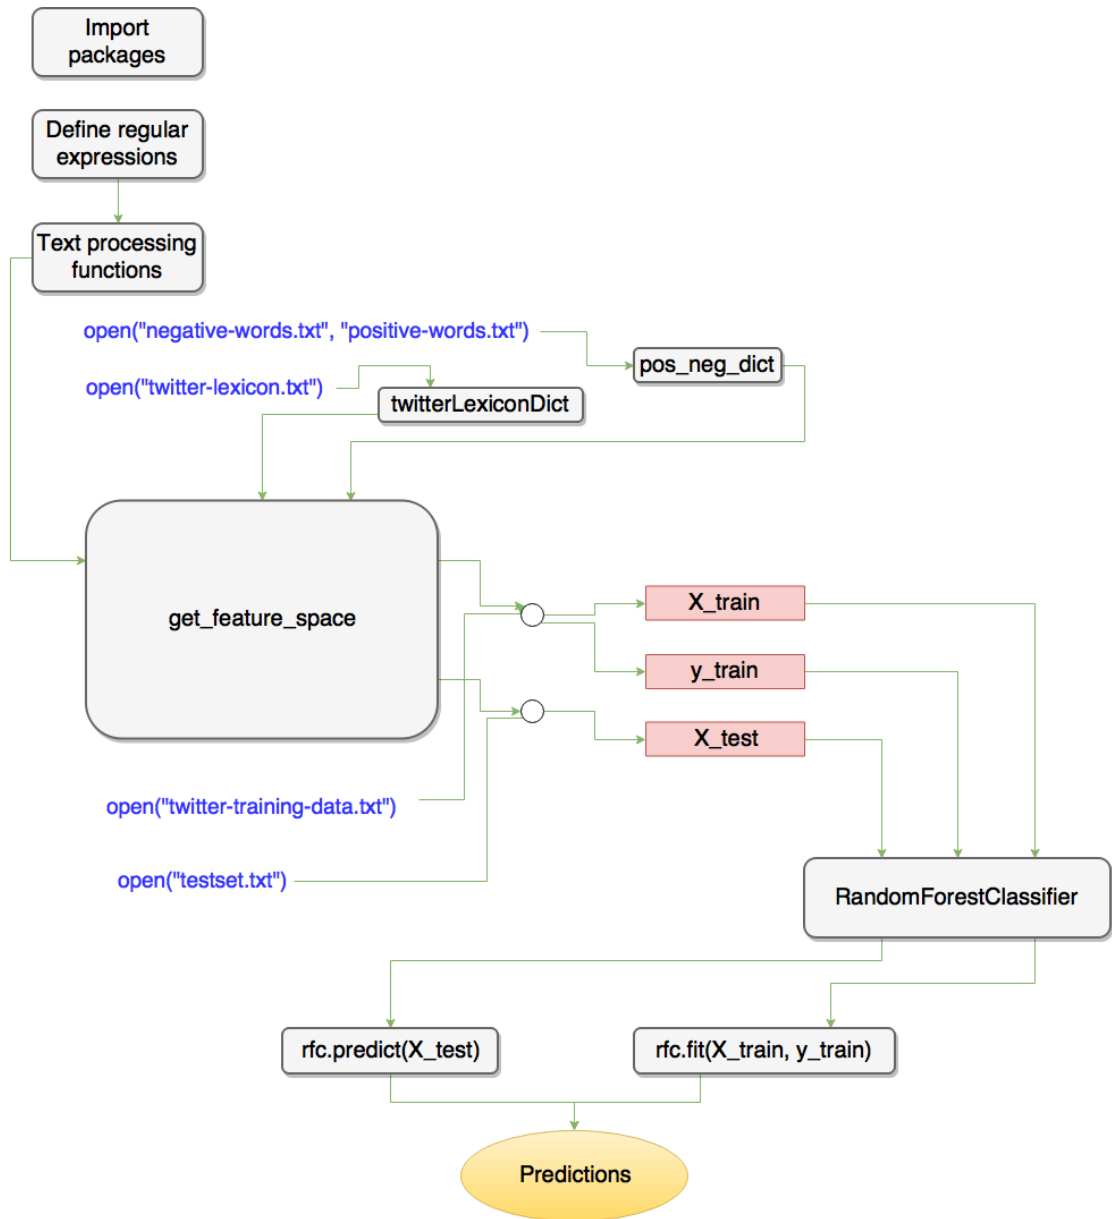 Import
packages
Define regular
expressions
Text processing
functions
open("negative-words.txt", "positive-words.txt")
pos_neg_dict
open("twitter-lexicon.txt")
twitterLexiconDict
get_feature_space
X_train
y_train
X_test
open("twitter-training-data.txt")
open("testset.txt")
RandomForestClassifier
rfc.predict(X_test)
rfc.fit(X_train, y_train)
Predictions